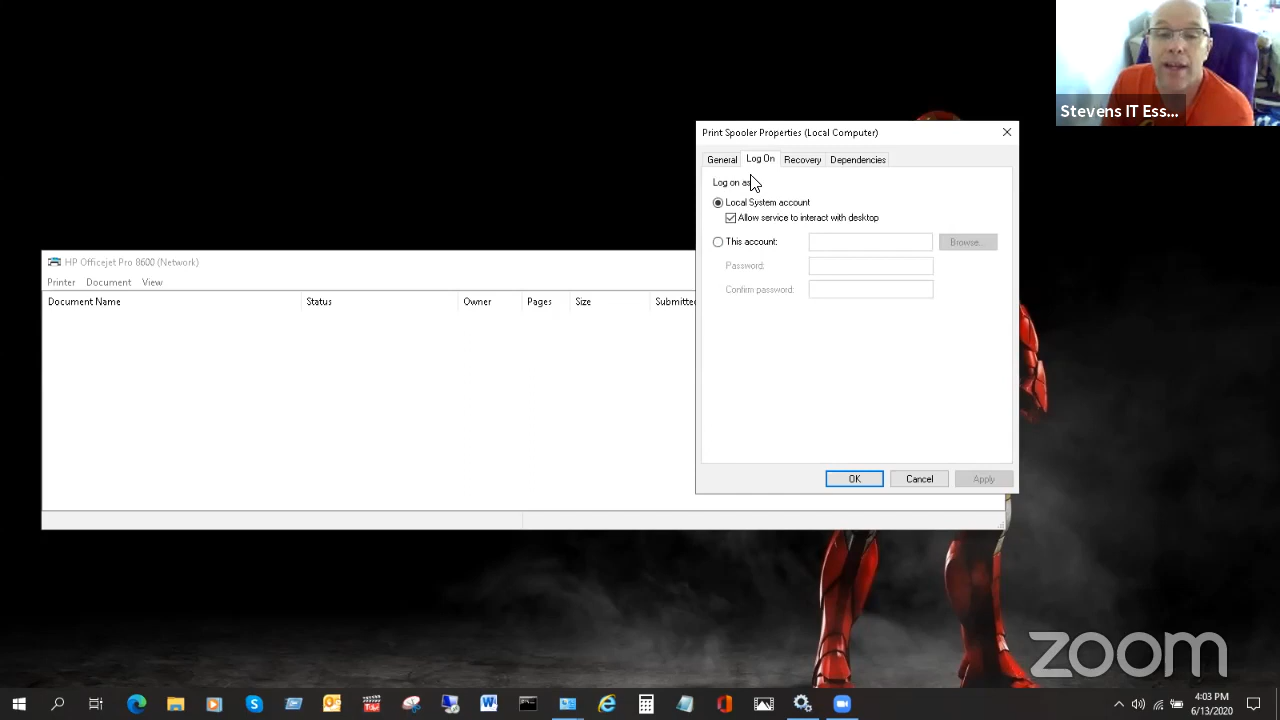 Stevens IT Ess...
Print Spooler Properties (Local Computer)
General Log On Recovery Dependencies
Log on as
Local System account
Allow service to interact with desktop
This account:
Browse...
Password:
Confirm password:
OK Cancel Apply
HP Officejet Pro 8600 (Network)
Printer Document View
Document Name Status Owner Pages Size Submitte
zoom
4:03 PM
6/13/2020